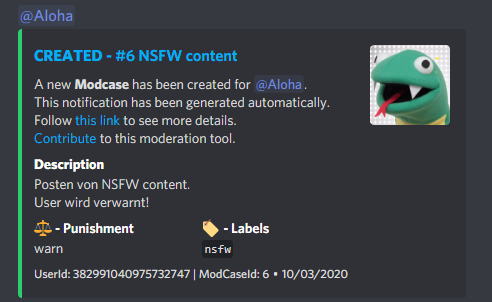 @Aloha
CREATED - #6 NSFW content
A new Modcase has been created for @Aloha.
This notification has been generated automatically.
Follow this link to see more details.
Contribute to this moderation tool.
Description
Posten von NSFW content.
User wird verwarnt!
⚖️ - Punishment
warn
🏷️ - Labels
nsfw
UserId: 382991040975732747 | ModCaseId: 6 • 10/03/2020